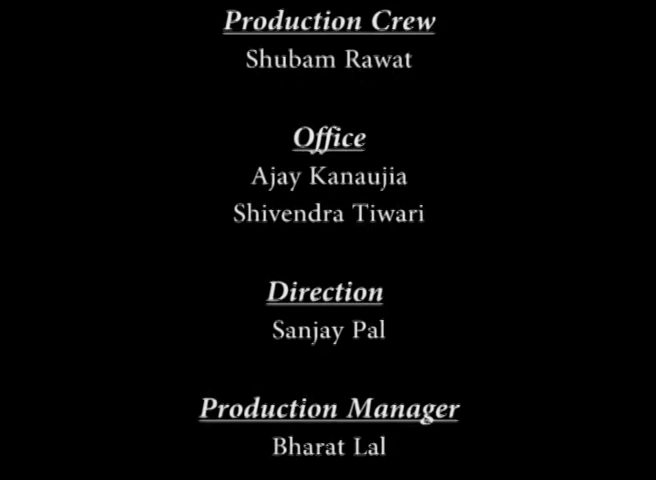 Production Crew
Shubam Rawat
Office
Ajay Kanaujia
Shivendra Tiwari
Direction
Sanjay Pal
Production Manager
Bharat Lal